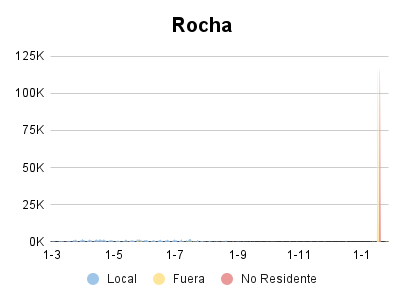 Rocha
125K
100K
75K
50K
25K
0K
1-3 1-5 1-7 1-9 1-11 1-1
Local Fuera No Residente